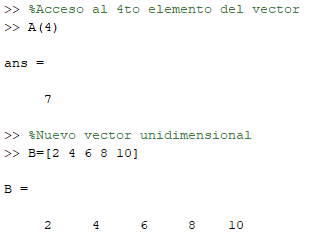 >> %Acceso al 4to elemento del vector
>> A(4)
ans =
7
>> %Nuevo vector unidimensional
>> B=[2 4 6 8 10]
B =
2 4 6 8 10